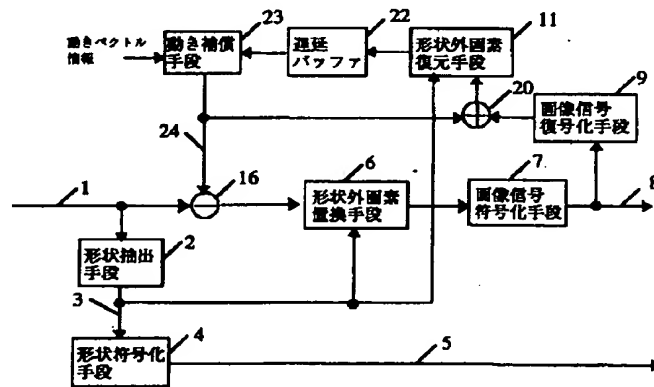 23
22
11
動きベクトル
情報
動き補償
手段
遅延
バッファ
形状外画素
復元手段
9
20
画像信号
復号化手段
24
6
7
1
16
形状外画素
置換手段
画像信号
符号化手段
8
2
形状抽出
手段
3
4
5
形状符号化
手段